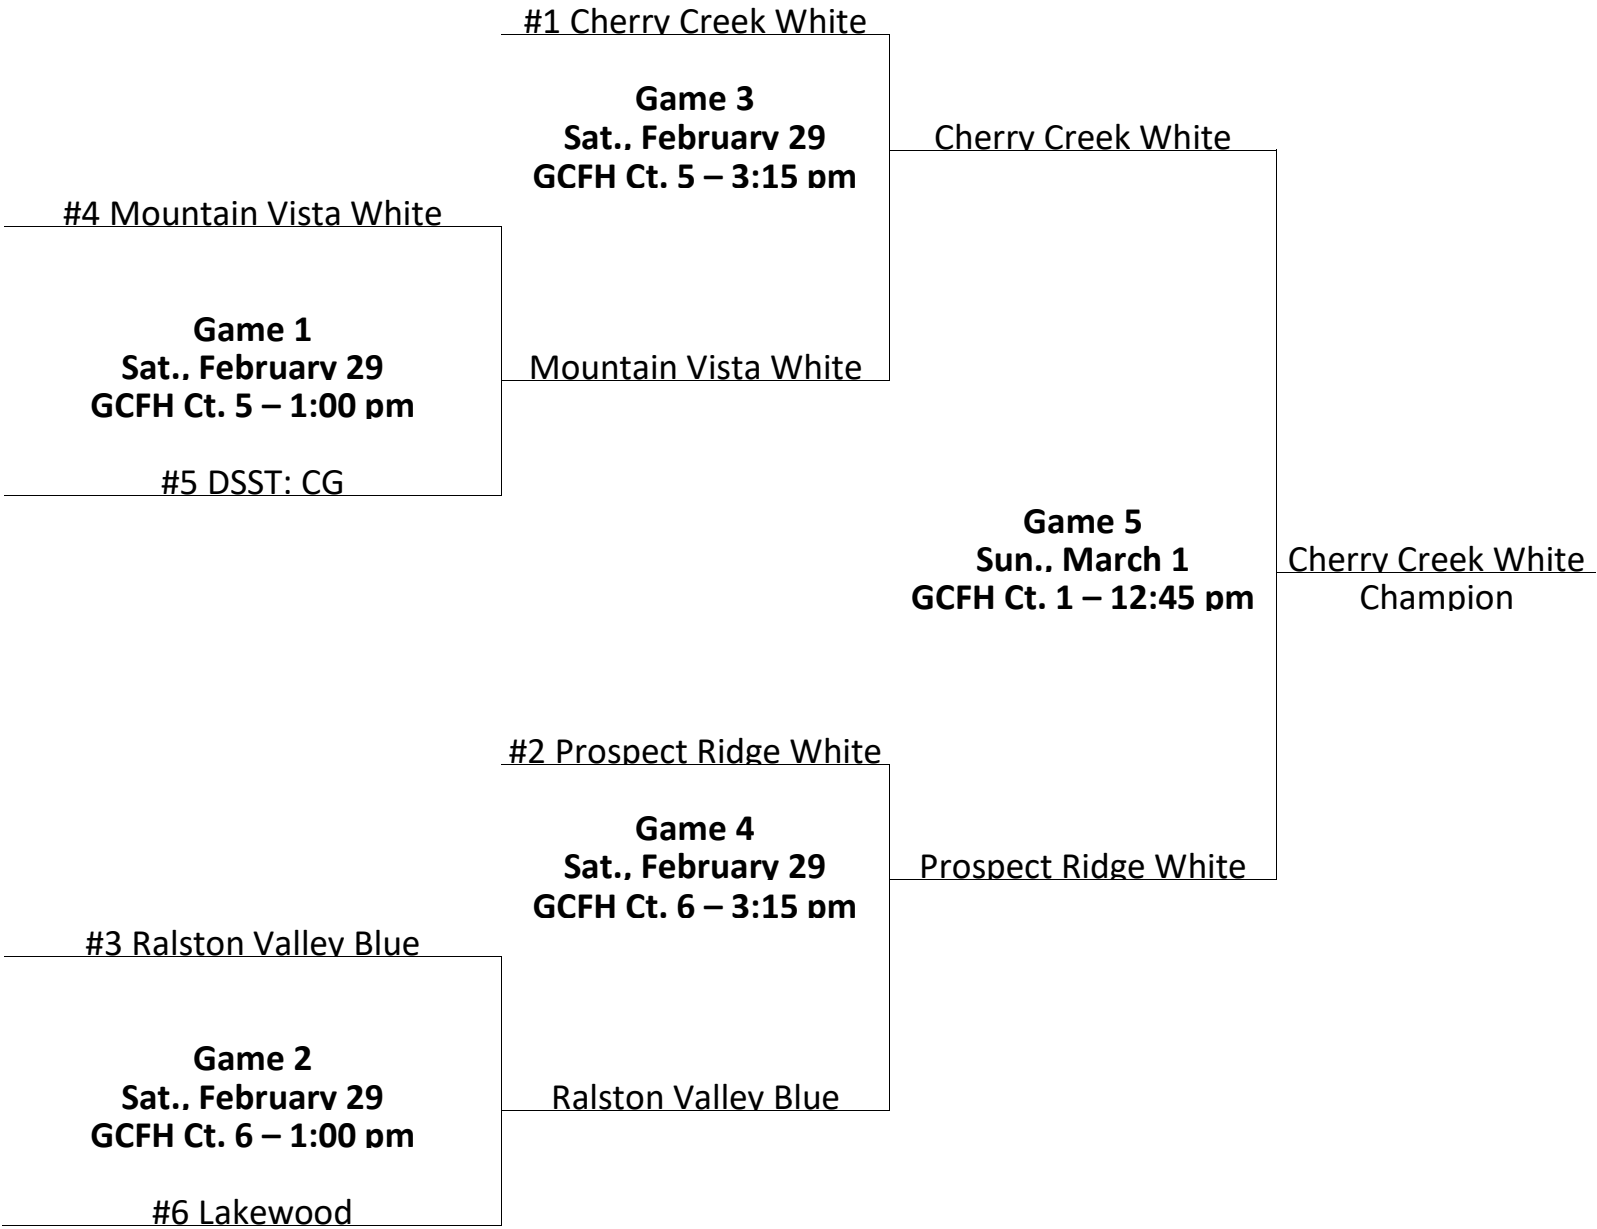 #1 Cherry Creek White
Game 3
Sat., February 29
GCFH Ct. 5 – 3:15 pm
Cherry Creek White
#4 Mountain Vista White
Game 1
Sat., February 29
GCFH Ct. 5 – 1:00 pm
Mountain Vista White
#5 DSST: CG
Game 5
Sun., March 1
GCFH Ct. 1 – 12:45 pm
Cherry Creek White
Champion
#2 Prospect Ridge White
Game 4
Sat., February 29
GCFH Ct. 6 – 3:15 pm
Prospect Ridge White
#3 Ralston Valley Blue
Game 2
Sat., February 29
GCFH Ct. 6 – 1:00 pm
Ralston Valley Blue
#6 Lakewood